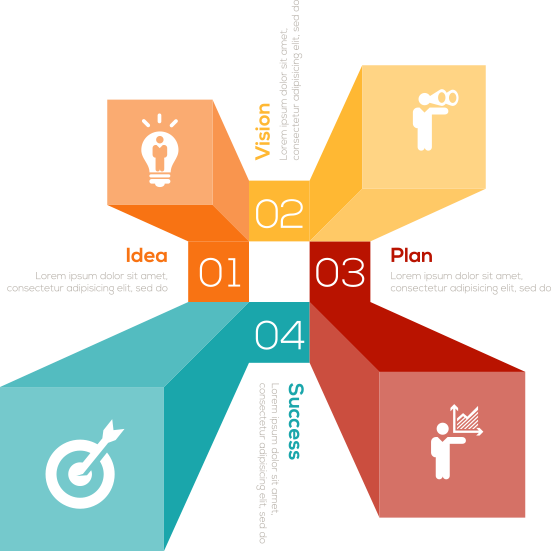 Vision
Lorem ipsum dolor sit amet,
consectetur adipisicing elit, sed do
02
Idea
Lorem ipsum dolor sit amet,
consectetur adipisicing elit, sed do
01
03
Plan
Lorem ipsum dolor sit amet,
consectetur adipisicing elit, sed do
04
Success
Lorem ipsum dolor sit amet,
consectetur adipisicing elit, sed do